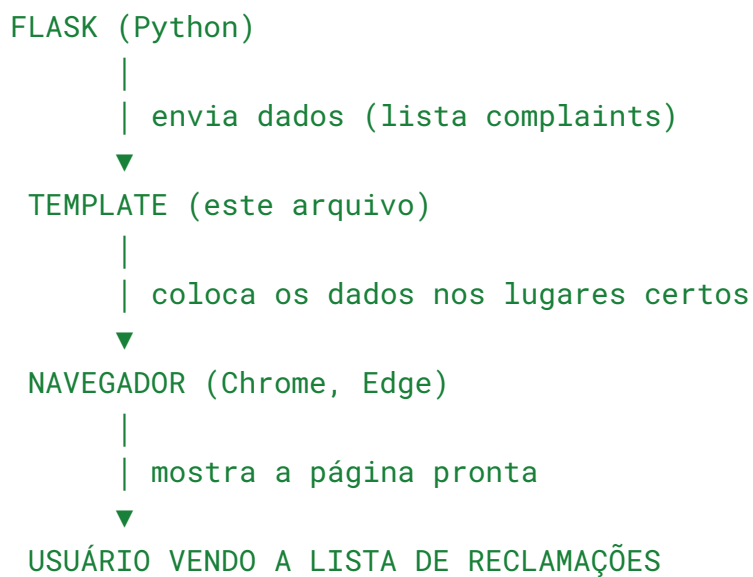 FLASK (Python)
│
│ envia dados (lista complaints)
▼
TEMPLATE (este arquivo)
│
│ coloca os dados nos lugares certos
▼
NAVEGADOR (Chrome, Edge)
│
│ mostra a página pronta
▼
USUÁRIO VENDO A LISTA DE RECLAMAÇÕES